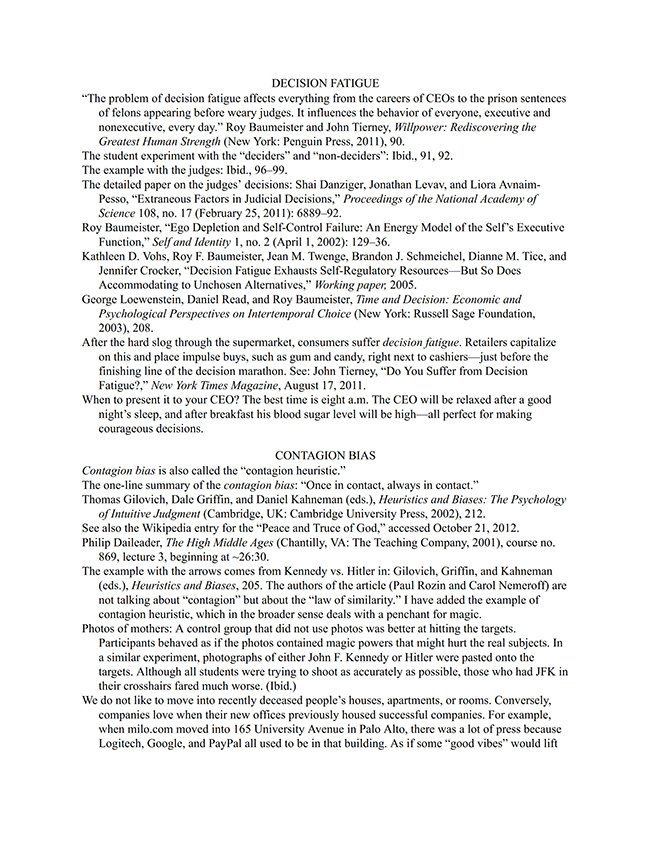 DECISION FATIGUE
“The problem of decision fatigue affects everything from the careers of CEOs to the prison sentences
of felons appearing before weary judges. It influences the behavior of everyone, executive and
nonexecutive, every day.” Roy Baumeister and John Tierney, Willpower: Rediscovering the
Greatest Human Strength (New York: Penguin Press, 2011), 90.
The student experiment with the “deciders” and “non-deciders”: Ibid., 91, 92.
The example with the judges: Ibid., 96–99.
The detailed paper on the judges’ decisions: Shai Danziger, Jonathan Levav, and Liora Avnaim-
Pesso, “Extraneous Factors in Judicial Decisions,” Proceedings of the National Academy of
Science 108, no. 17 (February 25, 2011): 6889–92.
Roy Baumeister, “Ego Depletion and Self-Control Failure: An Energy Model of the Self’s Executive
Function,” Self and Identity 1, no. 2 (April 1, 2002): 129–36.
Kathleen D. Vohs, Roy F. Baumeister, Jean M. Twenge, Brandon J. Schmeichel, Dianne M. Tice, and
Jennifer Crocker, “Decision Fatigue Exhausts Self-Regulatory Resources—But So Does
Accommodating to Unchosen Alternatives,” Working paper, 2005.
George Loewenstein, Daniel Read, and Roy Baumeister, Time and Decision: Economic and
Psychological Perspectives on Intertemporal Choice (New York: Russell Sage Foundation,
2003), 208.
After the hard slog through the supermarket, consumers suffer decision fatigue. Retailers capitalize
on this and place impulse buys, such as gum and candy, right next to cashiers—just before the
finishing line of the decision marathon. See: John Tierney, “Do You Suffer from Decision
Fatigue?,” New York Times Magazine, August 17, 2011.
When to present it to your CEO? The best time is eight a.m. The CEO will be relaxed after a good
night’s sleep, and after breakfast his blood sugar level will be high—all perfect for making
courageous decisions.
CONTAGION BIAS
Contagion bias is also called the “contagion heuristic.”
The one-line summary of the contagion bias: “Once in contact, always in contact.”
Thomas Gilovich, Dale Griffin, and Daniel Kahneman (eds.), Heuristics and Biases: The Psychology
of Intuitive Judgment (Cambridge, UK: Cambridge University Press, 2002), 212.
See also the Wikipedia entry for the “Peace and Truce of God,” accessed October 21, 2012.
Philip Daileader, The High Middle Ages (Chantilly, VA: The Teaching Company, 2001), course no.
869, lecture 3, beginning at ~26:30.
The example with the arrows comes from Kennedy vs. Hitler in: Gilovich, Griffin, and Kahneman
(eds.), Heuristics and Biases, 205. The authors of the article (Paul Rozin and Carol Nemeroff) are
not talking about “contagion” but about the “law of similarity.” I have added the example of
contagion heuristic, which in the broader sense deals with a penchant for magic.
Photos of mothers: A control group that did not use photos was better at hitting the targets.
Participants behaved as if the photos contained magic powers that might hurt the real subjects. In
a similar experiment, photographs of either John F. Kennedy or Hitler were pasted onto the
targets. Although all students were trying to shoot as accurately as possible, those who had JFK in
their crosshairs fared much worse. (Ibid.)
We do not like to move into recently deceased people’s houses, apartments, or rooms. Conversely,
companies love when their new offices previously housed successful companies. For example,
when milo.com moved into 165 University Avenue in Palo Alto, there was a lot of press because
Logitech, Google, and PayPal all used to be in that building. As if some “good vibes” would lift